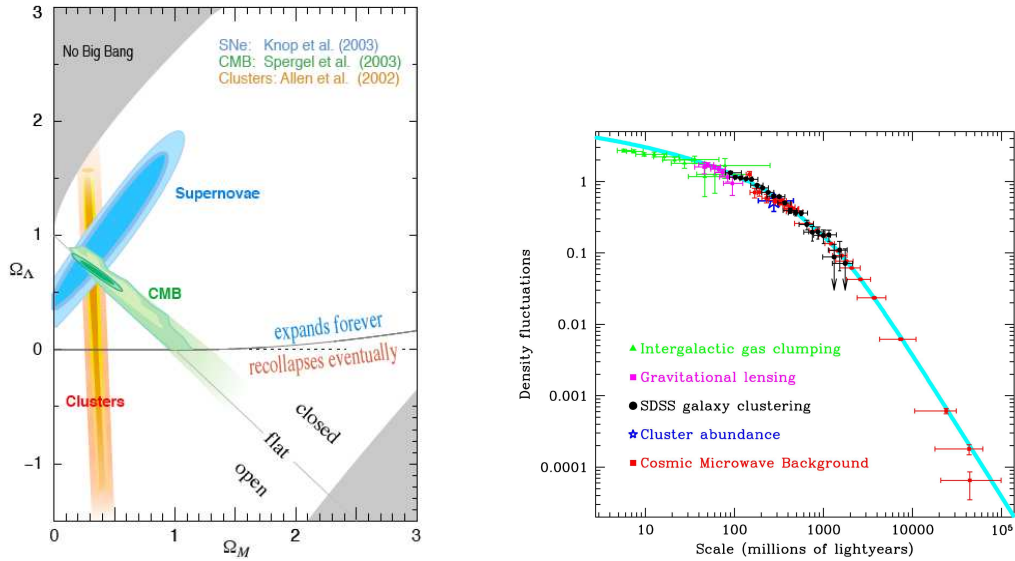 3
No Big Bang
SNe: Knop et al. (2003)
CMB: Spergel et al. (2003)
Clusters: Allen et al. (2002)
2
Supernovae
1
Ω_Λ
CMB
expands forever
0
recollapses eventually
Clusters
closed
flat
open
−1
0 1 2 3
Ω_M
Density fluctuations
1
0.1
0.01
0.001
0.0001
Intergalactic gas clumping
Gravitational lensing
SDSS galaxy clustering
Cluster abundance
Cosmic Microwave Background
10 100 1000 10000 10⁵
Scale (millions of lightyears)